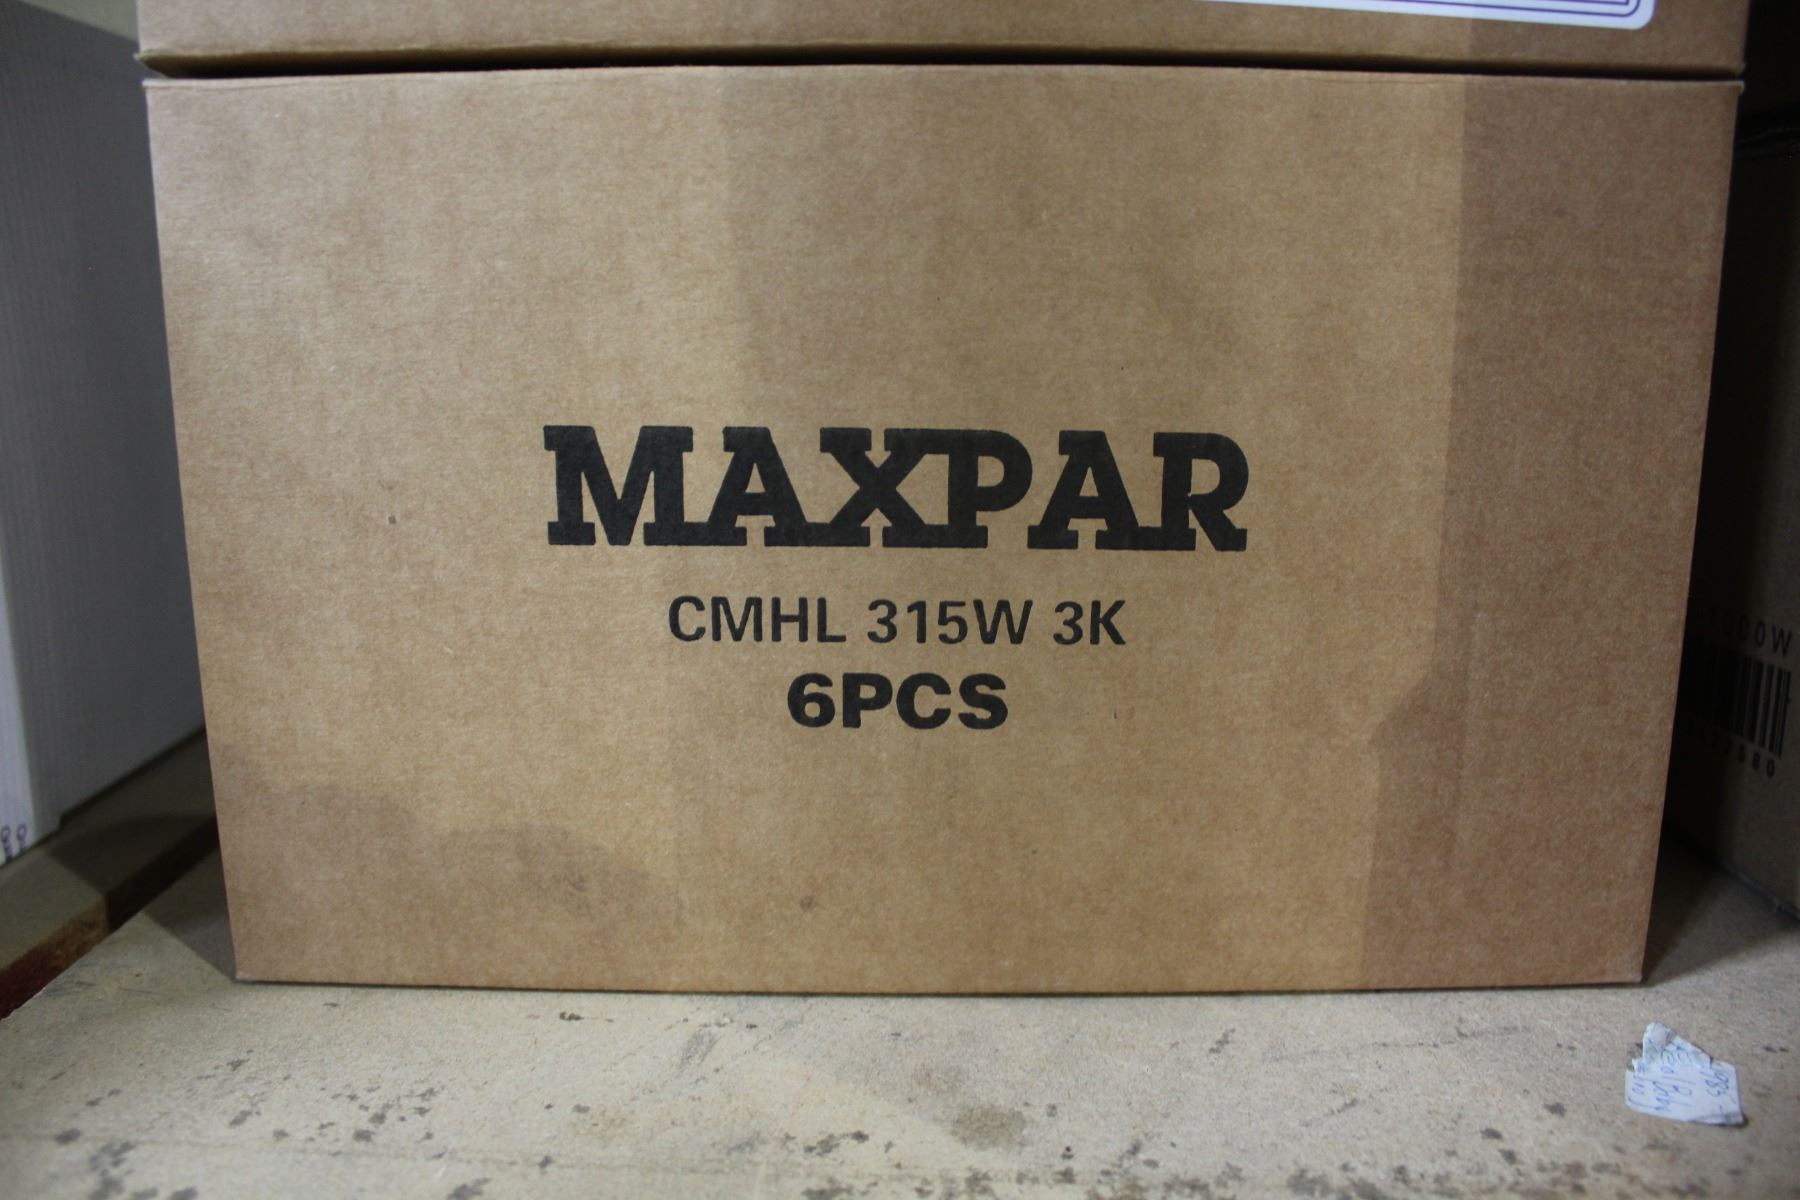 MAXPAR
CMHL 315W 3K
6PCS